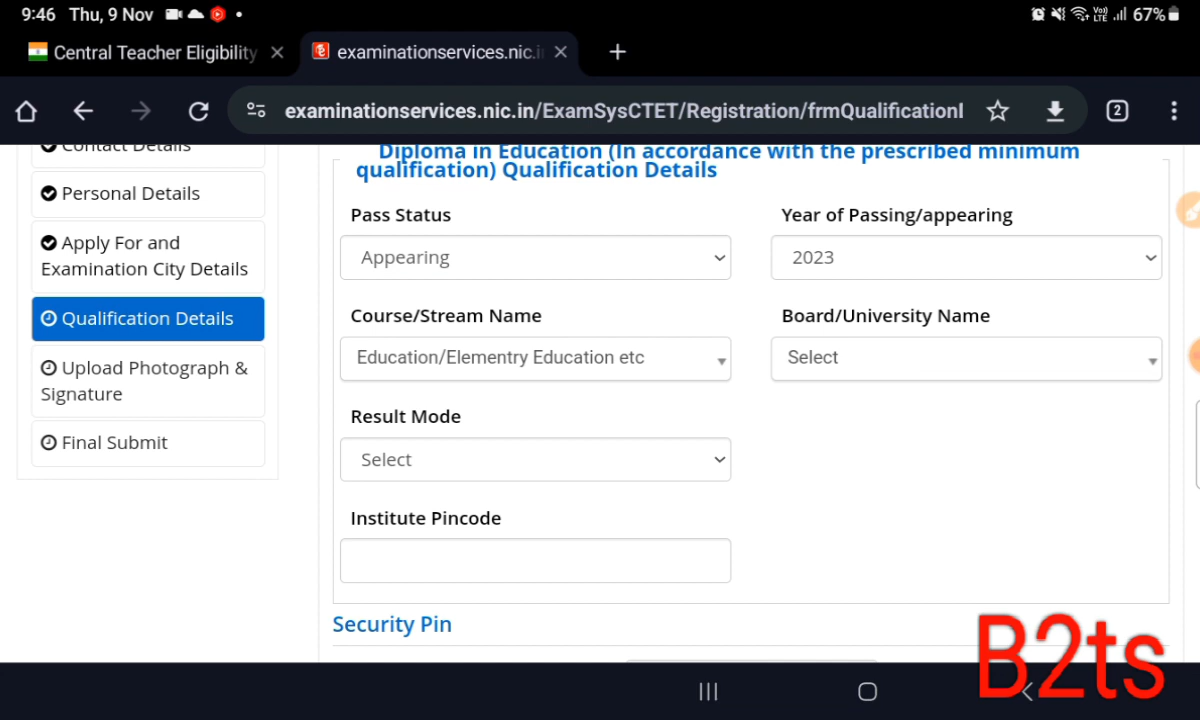 9:46 Thu, 9 Nov
Vo)) LTE 67%
Central Teacher Eligibility
examinationservices.nic.i
examinationservices.nic.in/ExamSysCTET/Registration/frmQualificationI
2
Contact Details
Personal Details
Apply For and
Examination City Details
Qualification Details
Upload Photograph &
Signature
Final Submit
Diploma in Education (In accordance with the prescribed minimum
qualification) Qualification Details
Pass Status
Year of Passing/appearing
Appearing
2023
Course/Stream Name
Board/University Name
Education/Elementry Education etc
Select
Result Mode
Select
Institute Pincode
Security Pin
B2ts